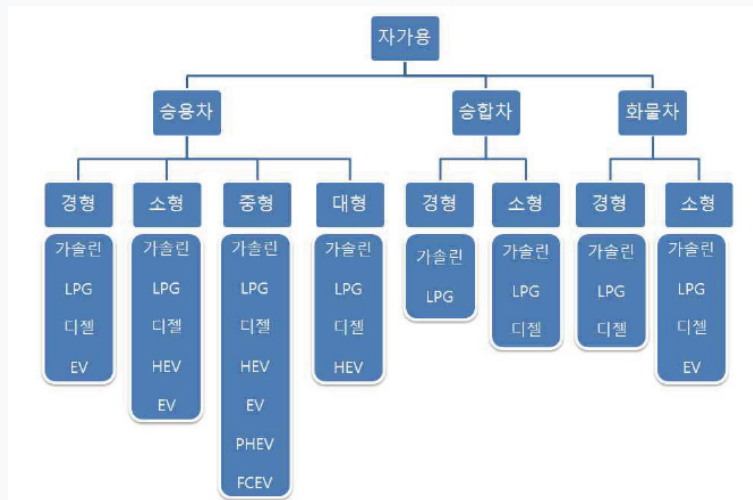 자가용
승용차
승합차
화물차
경형
소형
중형
대형
경형
소형
경형
소형
가솔린
LPG
디젤
EV
가솔린
LPG
디젤
HEV
EV
가솔린
LPG
디젤
HEV
EV
PHEV
FCEV
가솔린
LPG
디젤
HEV
가솔린
LPG
가솔린
LPG
디젤
가솔린
LPG
디젤
가솔린
LPG
디젤
EV